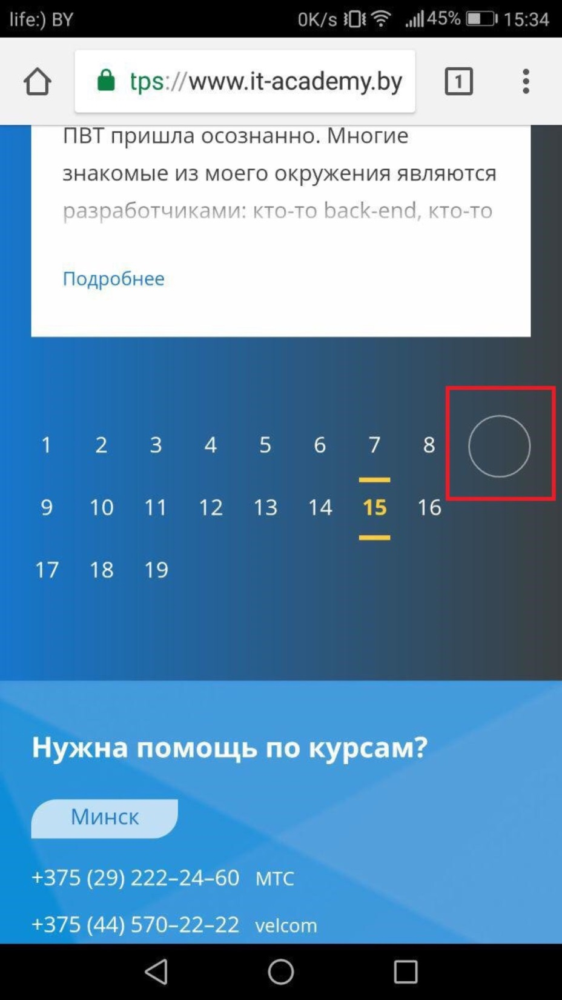 life:) BY 0K/s 45% 15:34
tps://www.it-academy.by 1
ПВТ пришла осознанно. Многие
знакомые из моего окружения являются
разработчиками: кто-то back-end, кто-то
Подробнее
1 2 3 4 5 6 7 8
9 10 11 12 13 14 15 16
17 18 19
Нужна помощь по курсам?
Минск
+375 (29) 222–24–60 МТС
+375 (44) 570–22–22 velcom